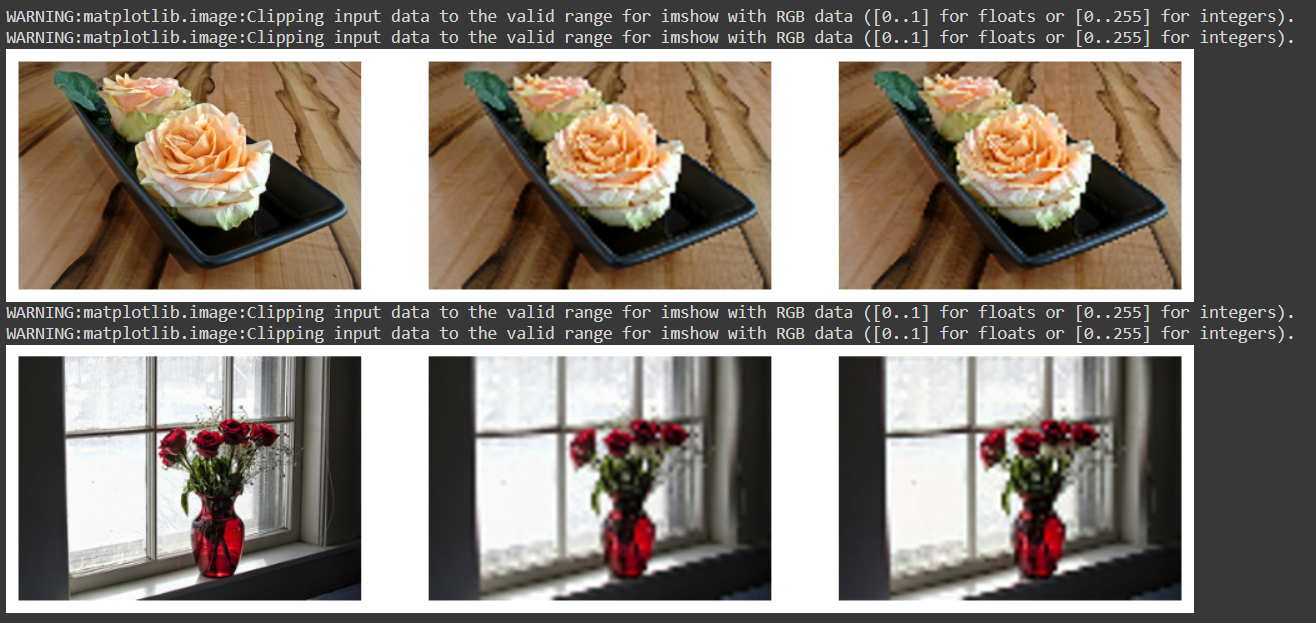 WARNING:matplotlib.image:Clipping input data to the valid range for imshow with RGB data ([0..1] for floats or [0..255] for integers).
WARNING:matplotlib.image:Clipping input data to the valid range for imshow with RGB data ([0..1] for floats or [0..255] for integers).
WARNING:matplotlib.image:Clipping input data to the valid range for imshow with RGB data ([0..1] for floats or [0..255] for integers).
WARNING:matplotlib.image:Clipping input data to the valid range for imshow with RGB data ([0..1] for floats or [0..255] for integers).